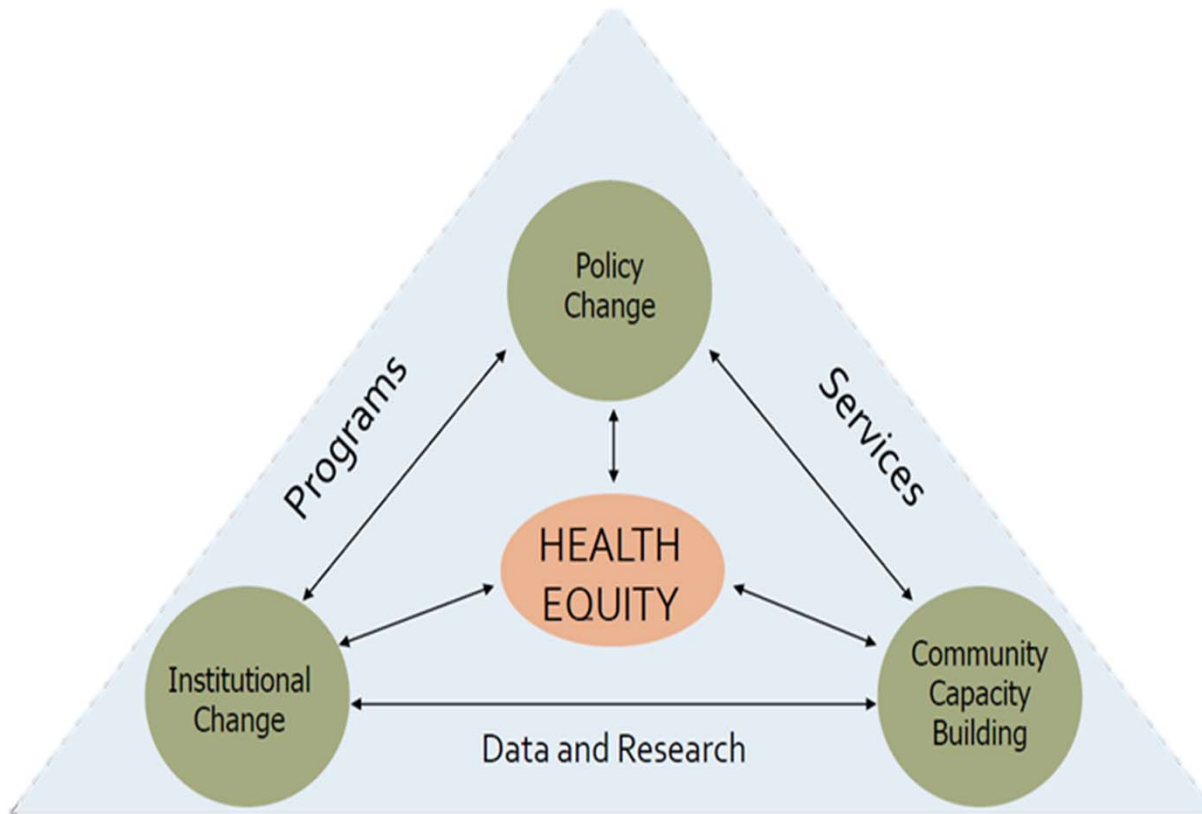 Policy
Change
Programs
Services
HEALTH
EQUITY
Institutional
Change
Community
Capacity
Building
Data and Research